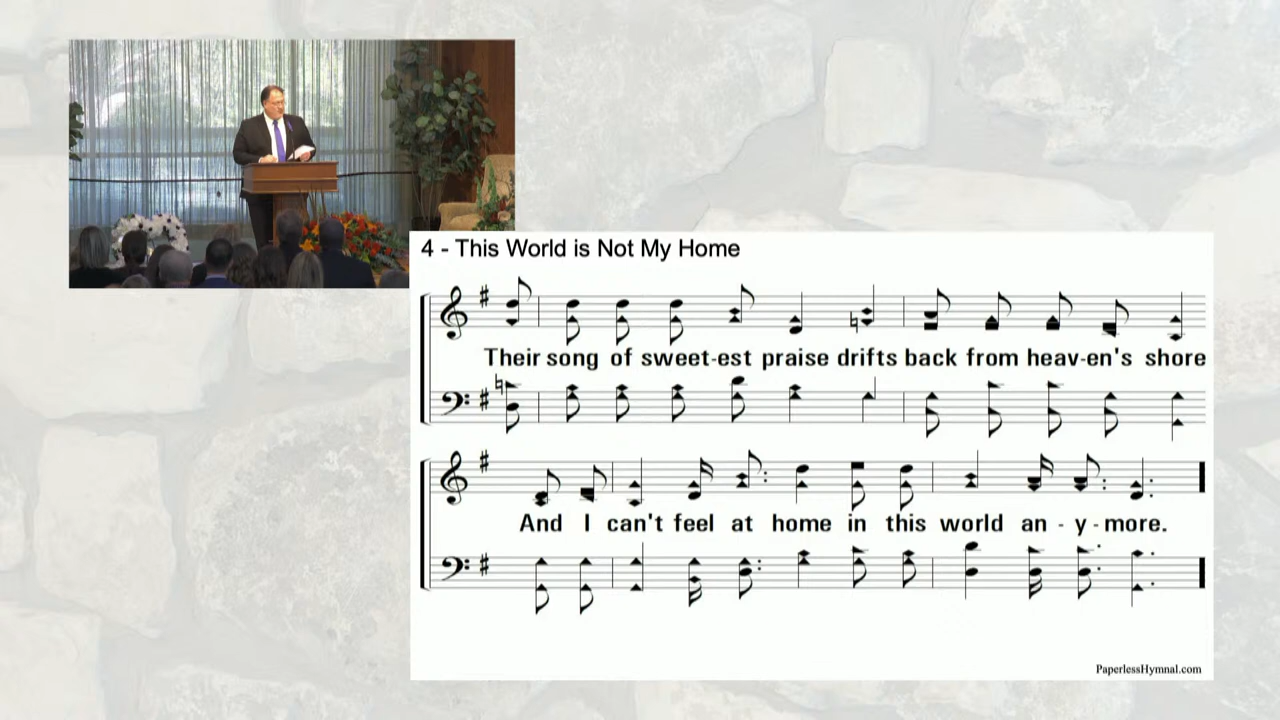 4 - This World is Not My Home
Their song of sweet-est praise drifts back from heav-en's shore
And I can't feel at home in this world an - y - more.
PaperlessHymnal.com